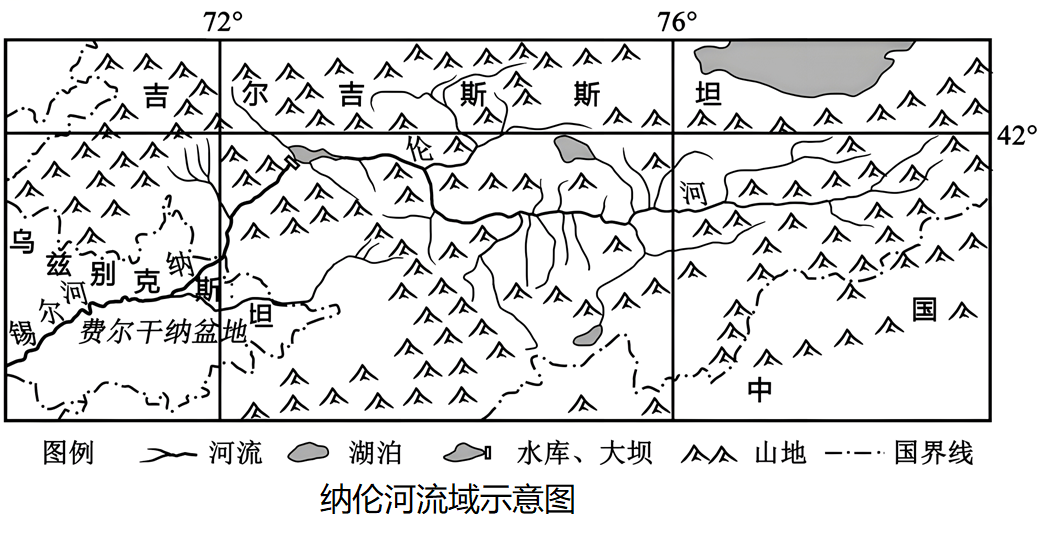 72° 76°
吉 尔 吉 斯 斯 坦
42°
纳 伦 河
乌 兹 别 克 斯 坦
锡 尔 河
费尔干纳盆地
中 国
图例 河流 湖泊 水库、大坝 山地 国界线
纳伦河流域示意图